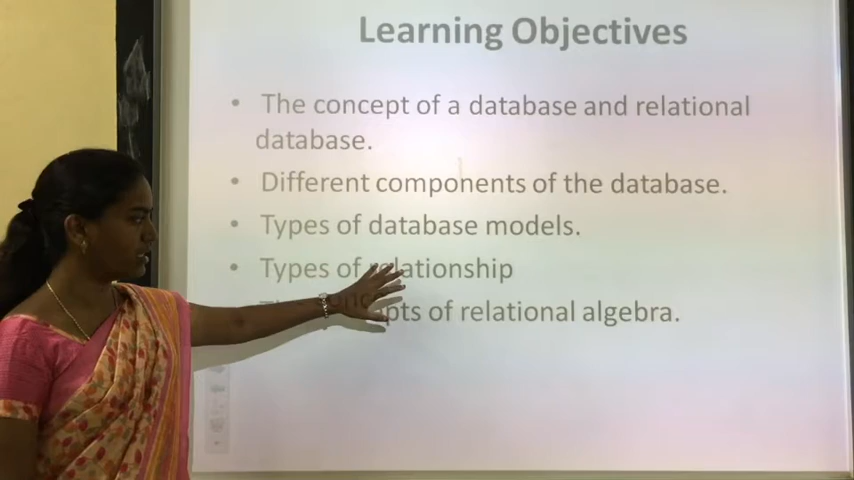 Learning Objectives
• The concept of a database and relational
database.
• Different components of the database.
• Types of database models.
• Types of relationship
of relational algebra.